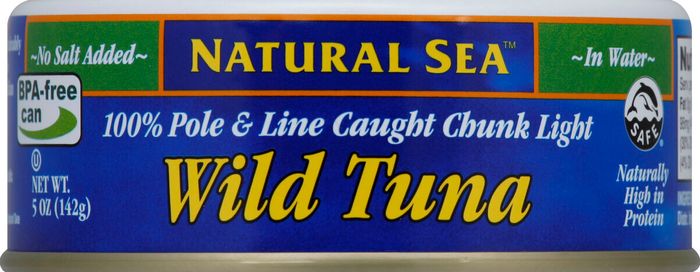 ~No Salt Added~
NATURAL SEA™
~In Water~
BPA-free
can
100% Pole & Line Caught Chunk Light
Wild Tuna
SAFE
U
NET WT.
5 OZ (142g)
Naturally
High in
Protein